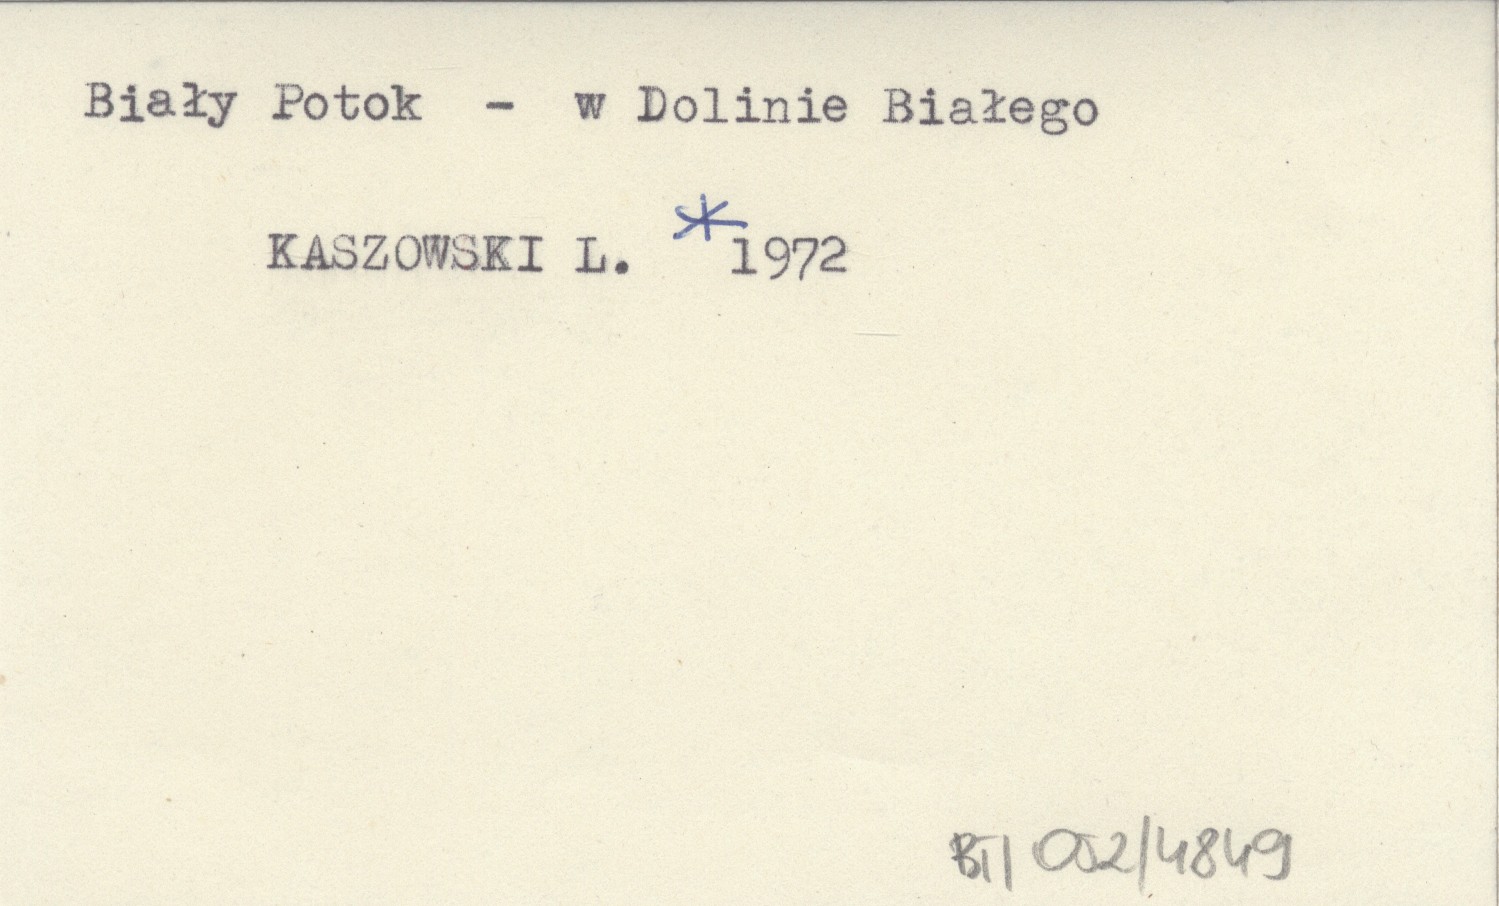 Biały Potok - w Dolinie Białego
KASZOWSKI L. *1972
BT/ 002/4849